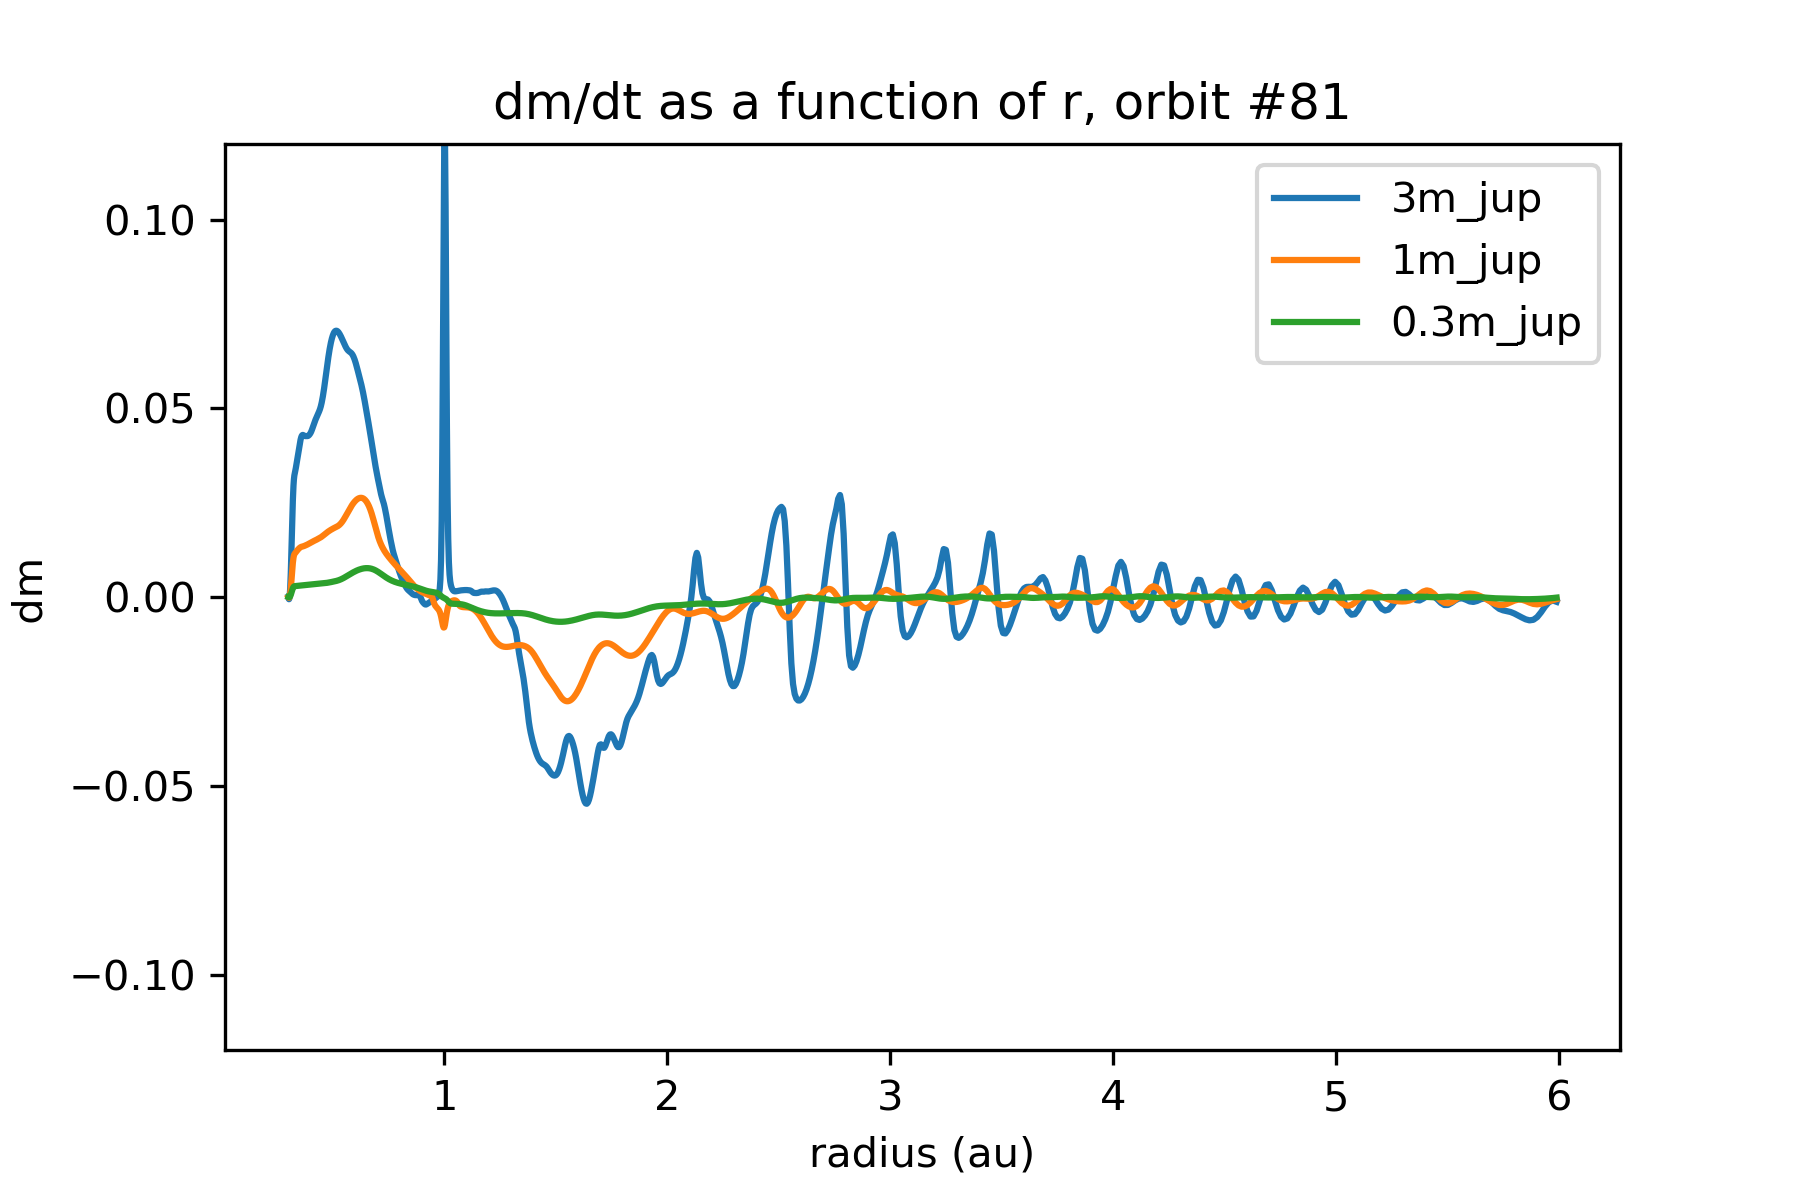 dm/dt as a function of r, orbit #81
3m_jup
1m_jup
0.3m_jup
dm
0.10
0.05
0.00
−0.05
−0.10
1 2 3 4 5 6
radius (au)